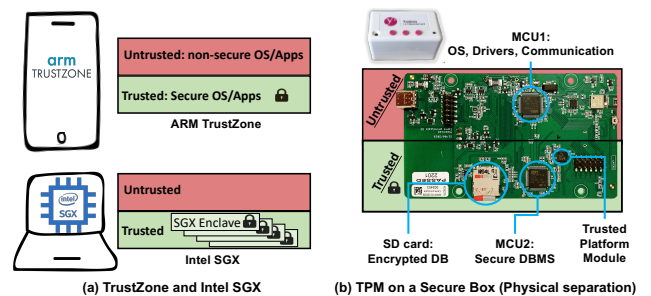 arm
TRUSTZONE
Untrusted: non-secure OS/Apps
Trusted: Secure OS/Apps
ARM TrustZone
intel
SGX
Untrusted
Trusted
SGX Enclave
Intel SGX
(a) TrustZone and Intel SGX
MCU1:
OS, Drivers, Communication
Untrusted
Trusted
2201
SD card:
Encrypted DB
MCU2:
Secure DBMS
Trusted
Platform
Module
(b) TPM on a Secure Box (Physical separation)